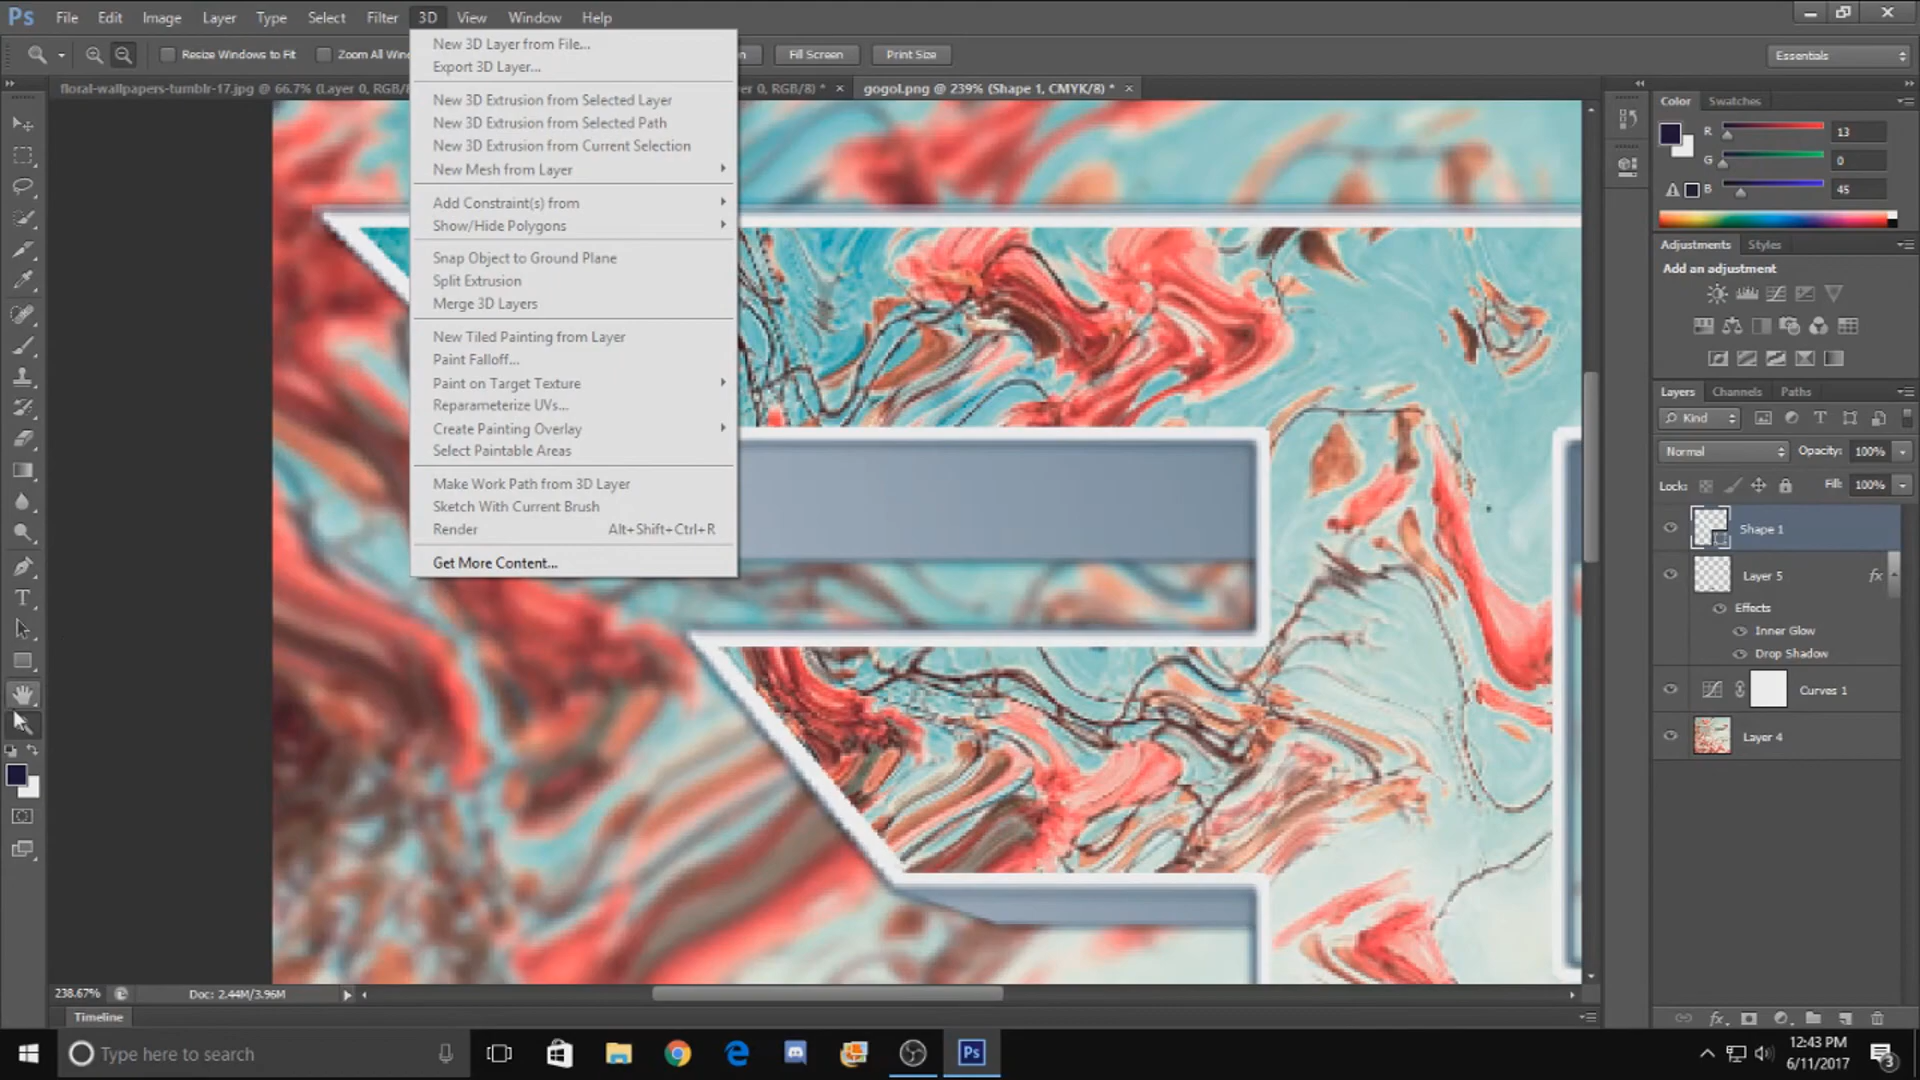 Ps File Edit Image Layer Type Select Filter 3D View Window Help
Resize Windows to Fit Zoom All Fill Screen Print Size Essentials
floral-wallpapers-tumblr-17.jpg @ 66.7% (Layer 0, RGB/8 er 0, RGB/8) * × gogol.png @ 239% (Shape 1, CMYK/8) * ×
New 3D Layer from File...
Export 3D Layer...
New 3D Extrusion from Selected Layer
New 3D Extrusion from Selected Path
New 3D Extrusion from Current Selection
New Mesh from Layer
Add Constraint(s) from
Show/Hide Polygons
Snap Object to Ground Plane
Split Extrusion
Merge 3D Layers
New Tiled Painting from Layer
Paint Falloff...
Paint on Target Texture
Reparameterize UVs...
Create Painting Overlay
Select Paintable Areas
Make Work Path from 3D Layer
Sketch With Current Brush
Render Alt+Shift+Ctrl+R
Get More Content...
Color Swatches
R 13
G 0
B 45
Adjustments Styles
Add an adjustment
Layers Channels Paths
Kind
Normal Opacity: 100%
Lock: Fill: 100%
Shape 1
Layer 5 fx
Effects
Inner Glow
Drop Shadow
Curves 1
Layer 4
238.67% Doc: 2.44M/3.96M
Timeline
Type here to search
Ps
12:43 PM
6/11/2017
3